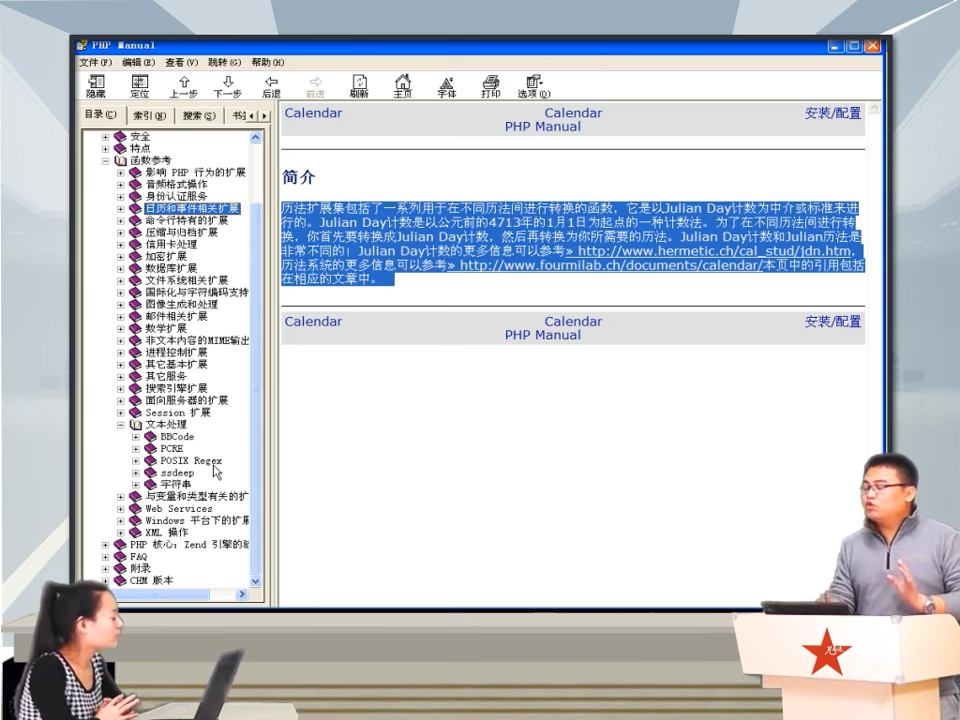 PHP Manual
文件(F) 编辑(E) 查看(V) 跳转(G) 帮助(H)
隐藏 定位 上一步 下一步 后退 前进 刷新 主页 字体 打印 选项(O)
目录(C) 索引(N) 搜索(S) 书签
安全
特点
函数参考
影响 PHP 行为的扩展
音频格式操作
身份认证服务
日历和事件相关扩展
命令行特有的扩展
压缩与归档扩展
信用卡处理
加密扩展
数据库扩展
文件系统相关扩展
国际化与字符编码支持
图像生成和处理
邮件相关扩展
数学扩展
非文本内容的MIME输出
进程控制扩展
其它基本扩展
其它服务
搜索引擎扩展
面向服务器的扩展
Session 扩展
文本处理
BBCode
PCRE
POSIX Regex
ssdeep
字符串
与变量和类型有关的扩
Web Services
Windows 平台下的扩展
XML 操作
PHP 核心：Zend 引擎的
FAQ
附录
CHM 版本
Calendar Calendar 安装/配置
PHP Manual
简介
历法扩展集包括了一系列用于在不同历法间进行转换的函数，它是以Julian Day计数为中介或标准来进
行的。Julian Day计数是以公元前的4713年的1月1日为起点的一种计数法。为了在不同历法间进行转
换，你首先要转换成Julian Day计数，然后再转换为你所需要的历法。Julian Day计数和Julian历法是
非常不同的！Julian Day计数的更多信息可以参考» http://www.hermetic.ch/cal_stud/jdn.htm，
历法系统的更多信息可以参考» http://www.fourmilab.ch/documents/calendar/本页中的引用包括
在相应的文章中。
Calendar Calendar 安装/配置
PHP Manual